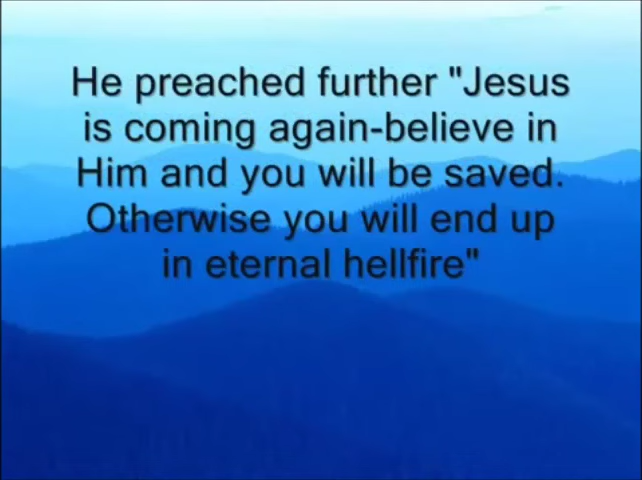 He preached further "Jesus
is coming again-believe in
Him and you will be saved.
Otherwise you will end up
in eternal hellfire"